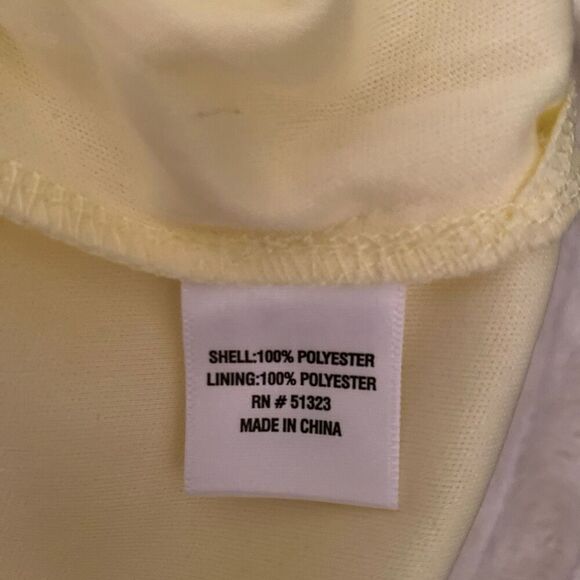 SHELL:100% POLYESTER
LINING:100% POLYESTER
RN # 51323
MADE IN CHINA